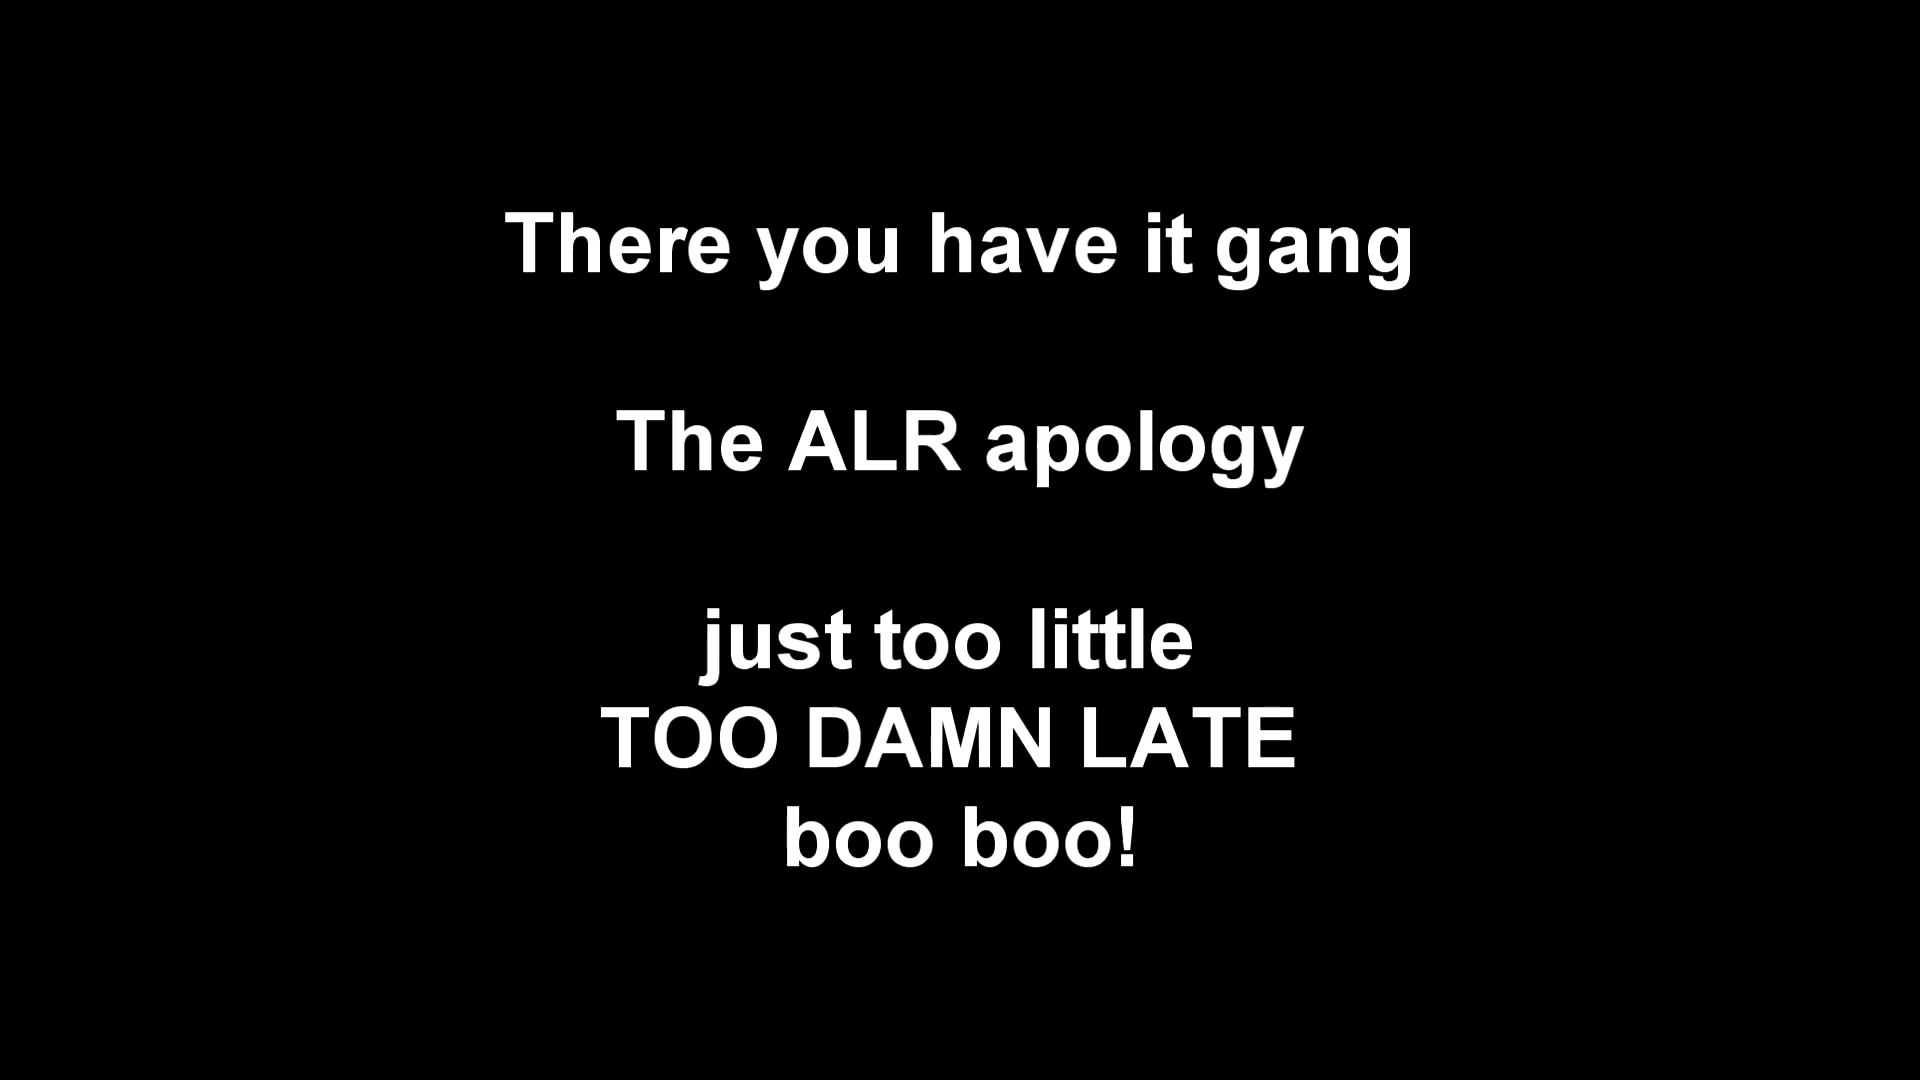 There you have it gang
The ALR apology
just too little
TOO DAMN LATE
boo boo!